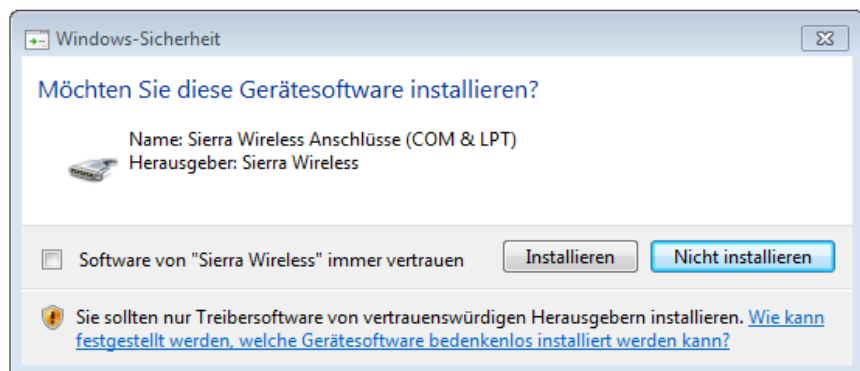 Windows-Sicherheit
Möchten Sie diese Gerätesoftware installieren?
Name: Sierra Wireless Anschlüsse (COM & LPT)
Herausgeber: Sierra Wireless
Software von "Sierra Wireless" immer vertrauen
Installieren
Nicht installieren
Sie sollten nur Treibersoftware von vertrauenswürdigen Herausgebern installieren. Wie kann
festgestellt werden, welche Gerätesoftware bedenkenlos installiert werden kann?